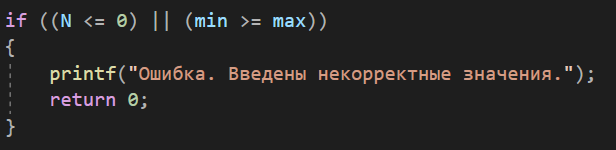 if ((N <= 0) || (min >= max))
{
    printf("Ошибка. Введены некорректные значения.");
    return 0;
}